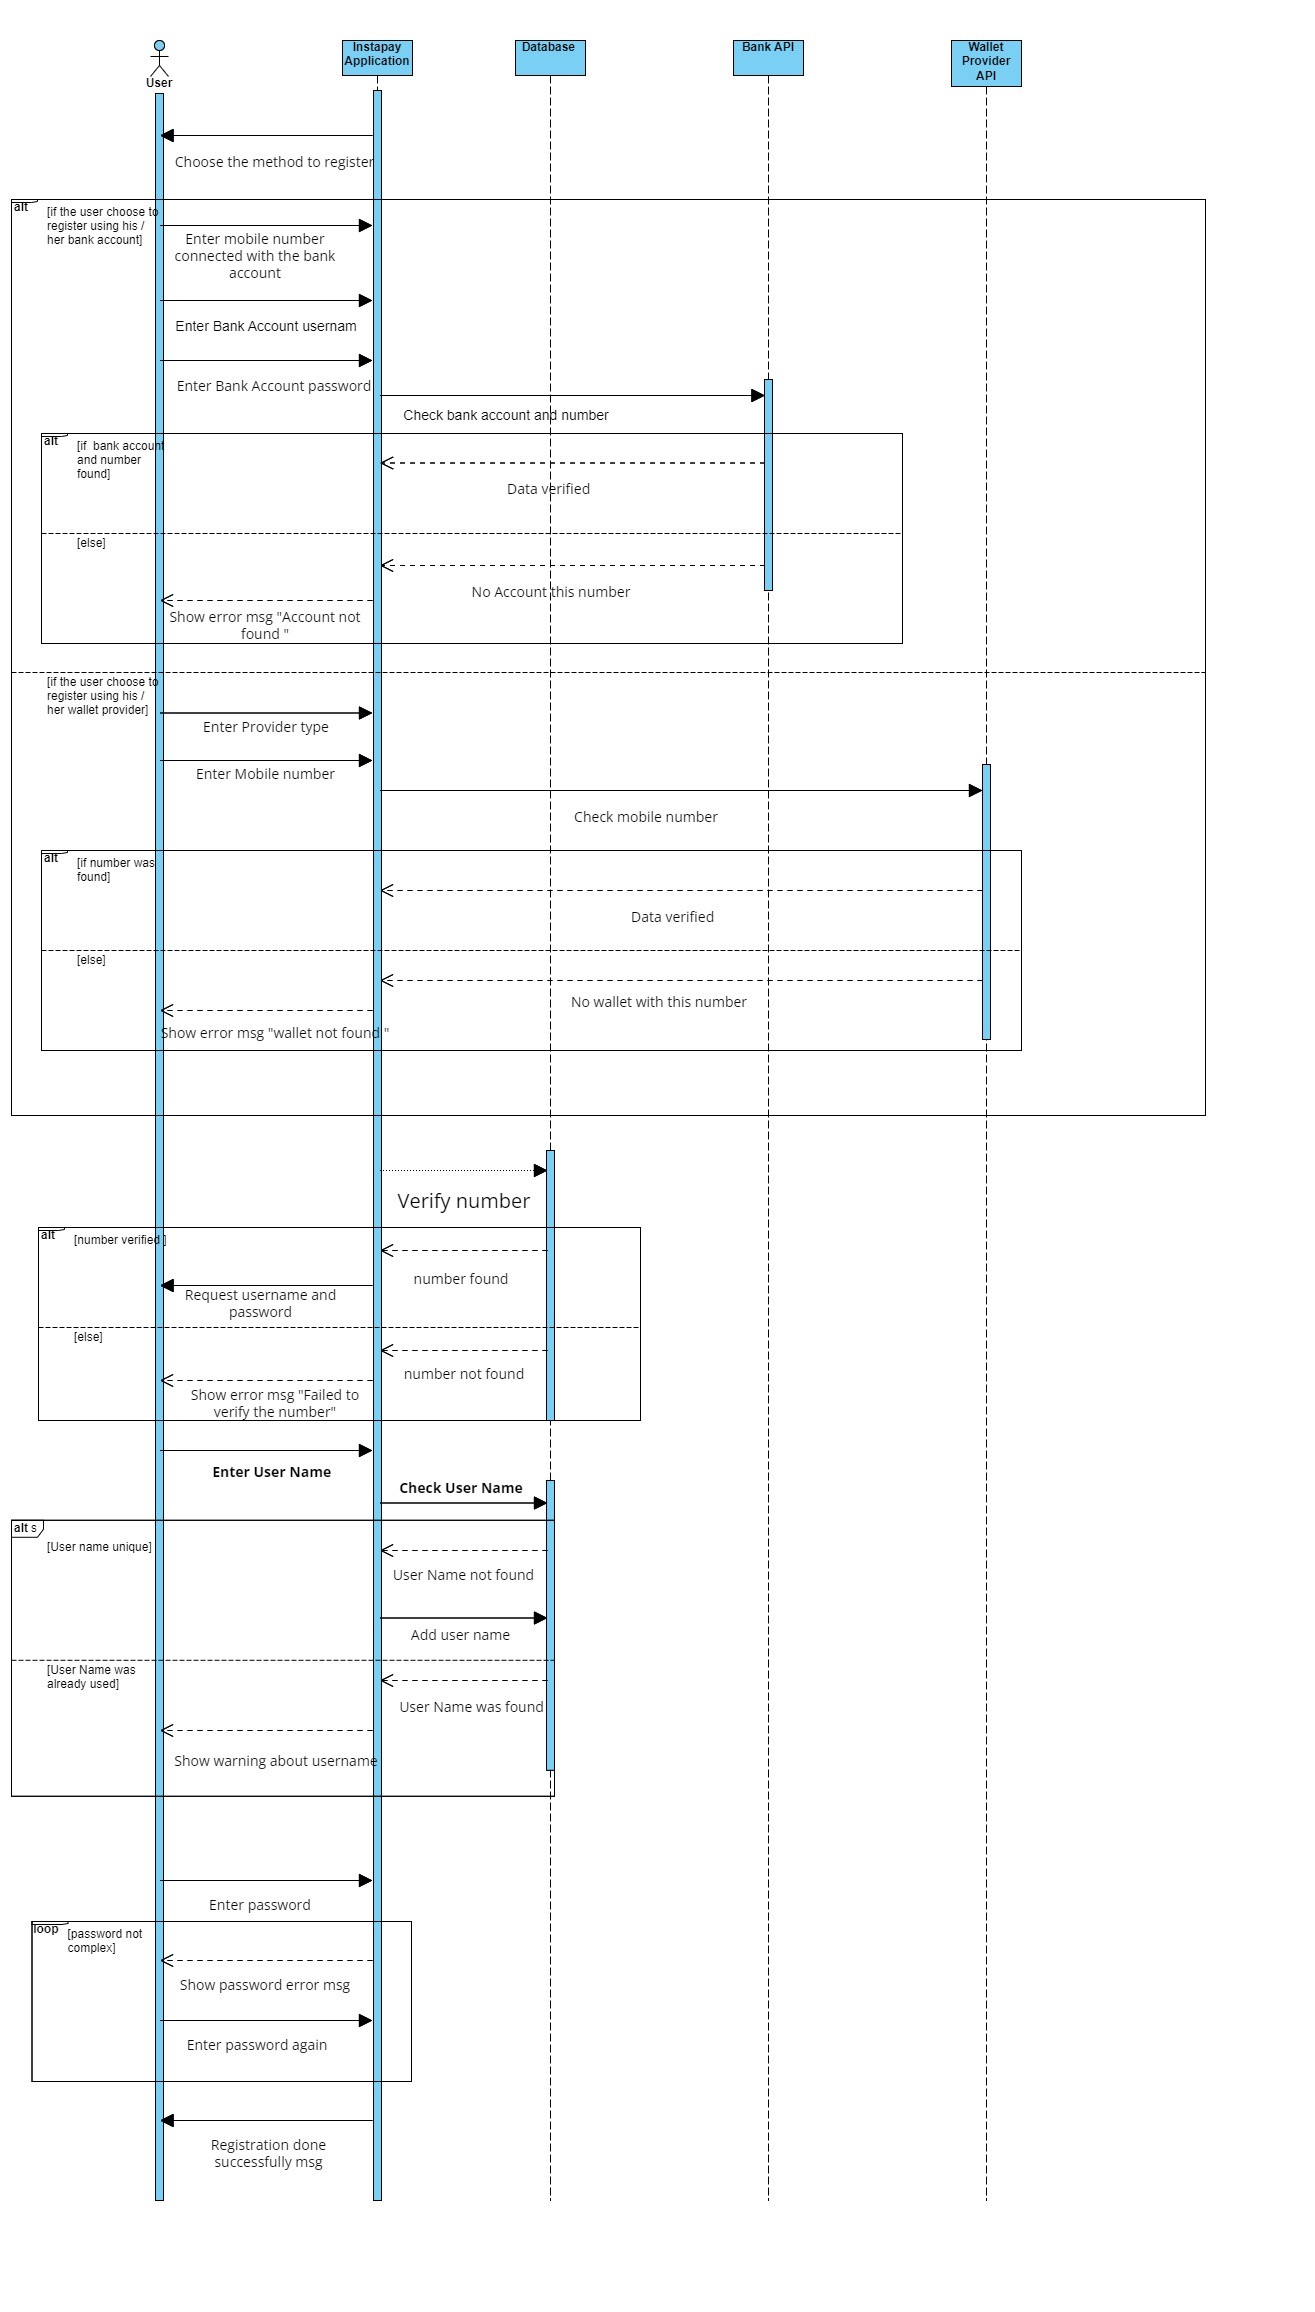 User
Instapay
Application
Database
Bank API
Wallet
Provider
API
Choose the method to register
alt
[if the user choose to
register using his /
her bank account]
Enter mobile number
connected with the bank
account
Enter Bank Account usernam
Enter Bank Account password
Check bank account and number
alt
[if  bank account
and number
found]
Data verified
[else]
No Account this number
Show error msg "Account not
found "
[if the user choose to
register using his /
her wallet provider]
Enter Provider type
Enter Mobile number
Check mobile number
alt
[if number was
found]
Data verified
[else]
No wallet with this number
Show error msg "wallet not found "
Verify number
alt
[number verified ]
number found
Request username and
password
[else]
number not found
Show error msg "Failed to
verify the number"
Enter User Name
Check User Name
alt s
[User name unique]
User Name not found
Add user name
[User Name was
already used]
User Name was found
Show warning about username
Enter password
loop
[password not
complex]
Show password error msg
Enter password again
Registration done
successfully msg